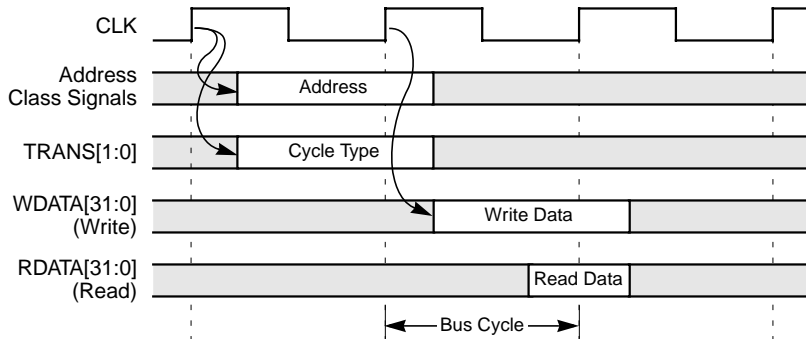 CLK
Address
Class Signals
Address
TRANS[1:0]
Cycle Type
WDATA[31:0]
(Write)
Write Data
RDATA[31:0]
(Read)
Read Data
Bus Cycle